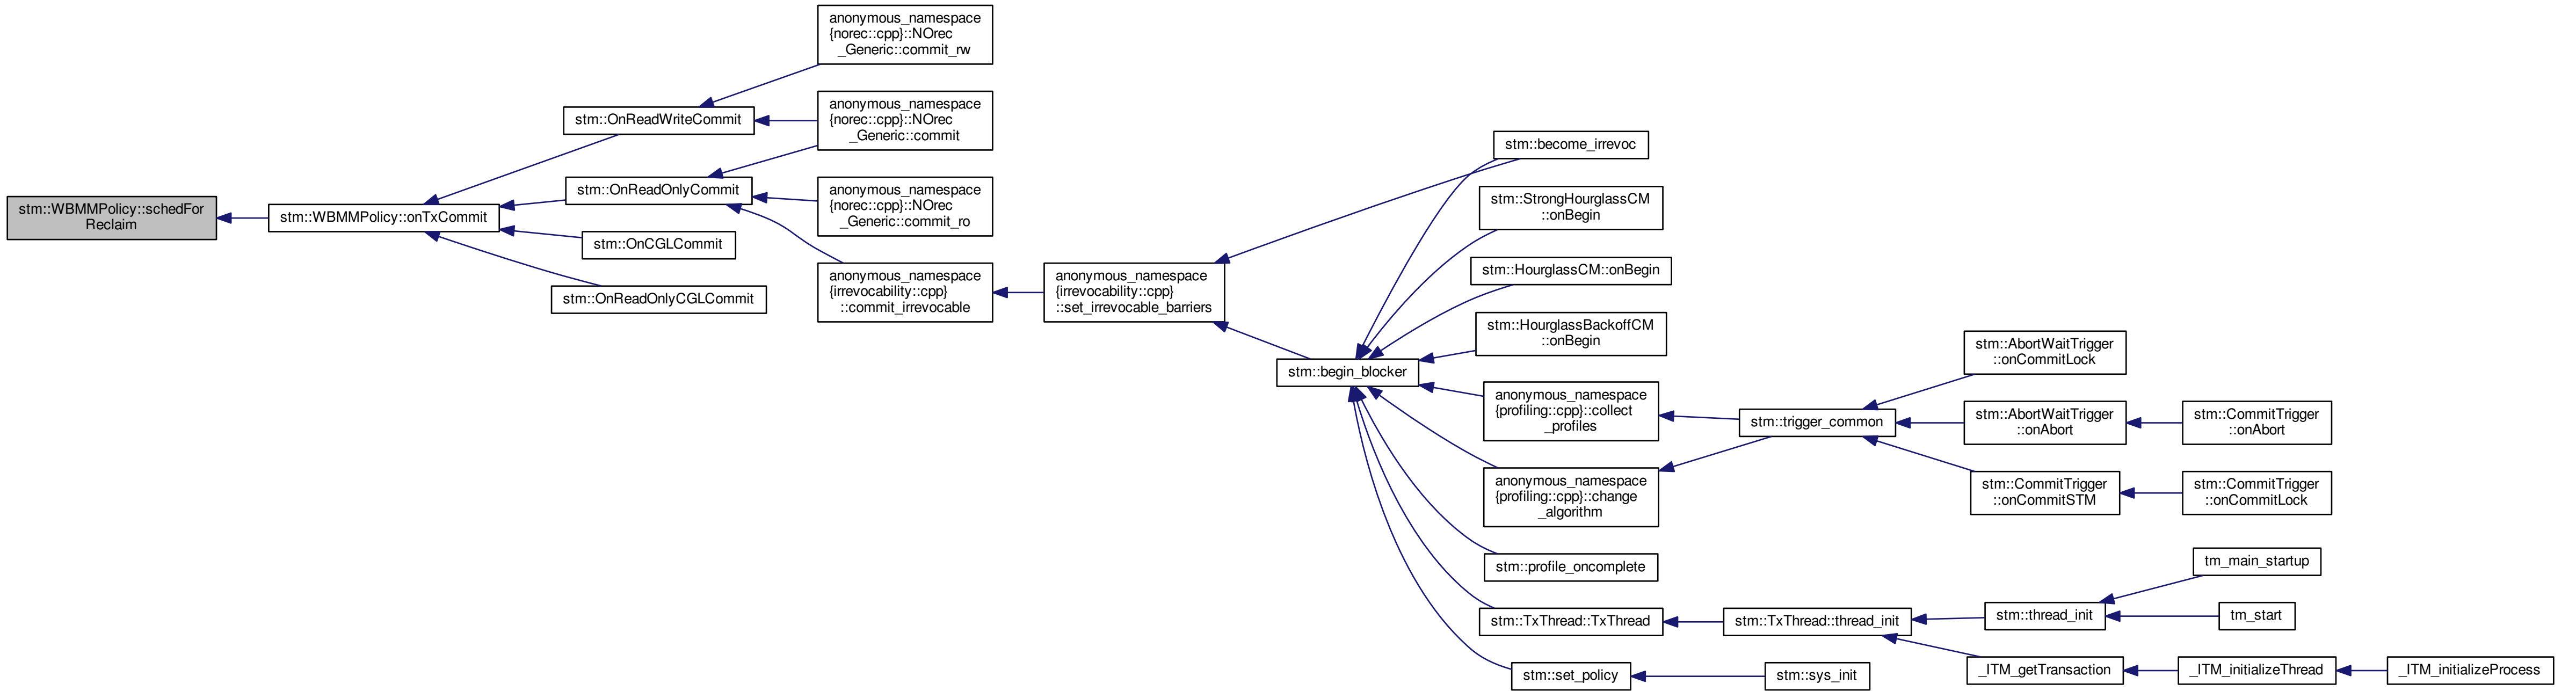 stm::WBMMPolicy::schedFor
Reclaim
stm::WBMMPolicy::onTxCommit
stm::OnReadWriteCommit
anonymous_namespace
{norec::cpp}::NOrec
_Generic::commit_rw
anonymous_namespace
{norec::cpp}::NOrec
_Generic::commit
stm::OnReadOnlyCommit
anonymous_namespace
{norec::cpp}::NOrec
_Generic::commit_ro
stm::OnCGLCommit
anonymous_namespace
{irrevocability::cpp}
::commit_irrevocable
stm::OnReadOnlyCGLCommit
anonymous_namespace
{irrevocability::cpp}
::set_irrevocable_barriers
stm::become_irrevoc
stm::begin_blocker
stm::StrongHourglassCM
::onBegin
stm::HourglassCM::onBegin
stm::HourglassBackoffCM
::onBegin
anonymous_namespace
{profiling::cpp}::collect
_profiles
stm::trigger_common
stm::AbortWaitTrigger
::onCommitLock
stm::AbortWaitTrigger
::onAbort
stm::CommitTrigger
::onAbort
stm::CommitTrigger
::onCommitSTM
stm::CommitTrigger
::onCommitLock
anonymous_namespace
{profiling::cpp}::change
_algorithm
stm::profile_oncomplete
stm::TxThread::TxThread
stm::TxThread::thread_init
stm::thread_init
tm_main_startup
tm_start
_ITM_getTransaction
_ITM_initializeThread
_ITM_initializeProcess
stm::set_policy
stm::sys_init